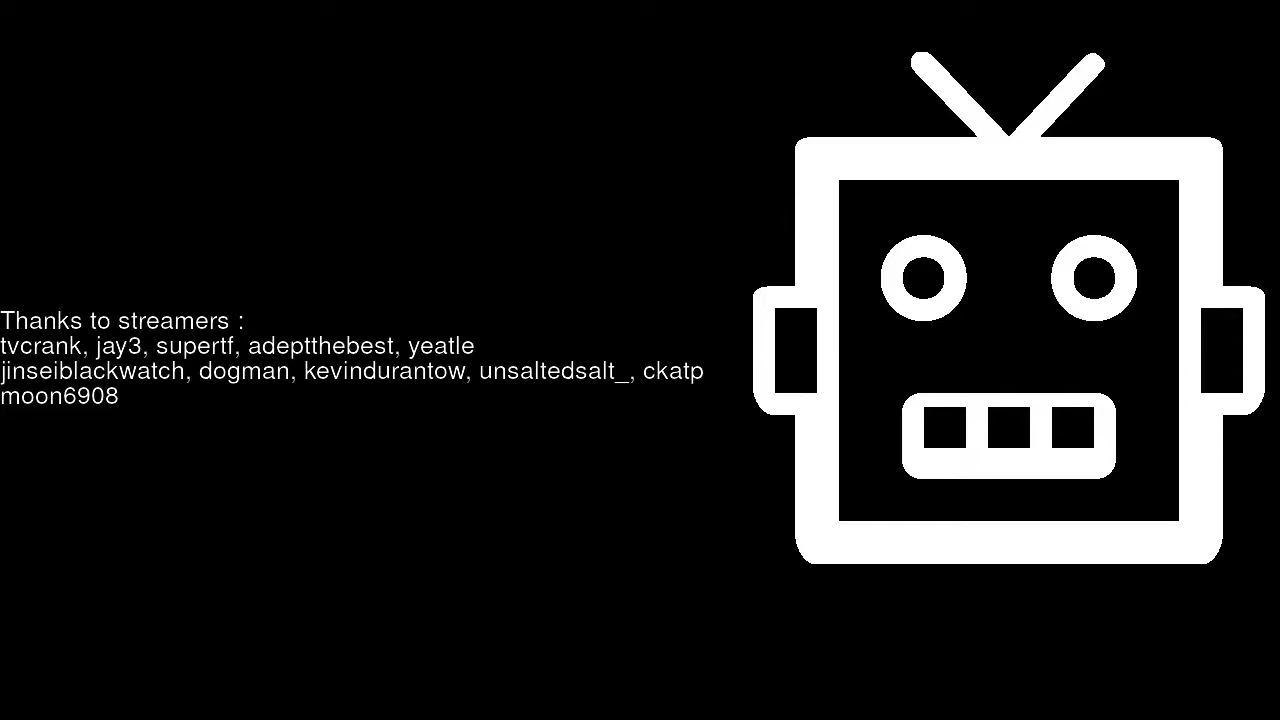 Thanks to streamers :
tvcrank, jay3, supertf, adeptthebest, yeatle
jinseiblackwatch, dogman, kevindurantow, unsaltedsalt_, ckatp
moon6908